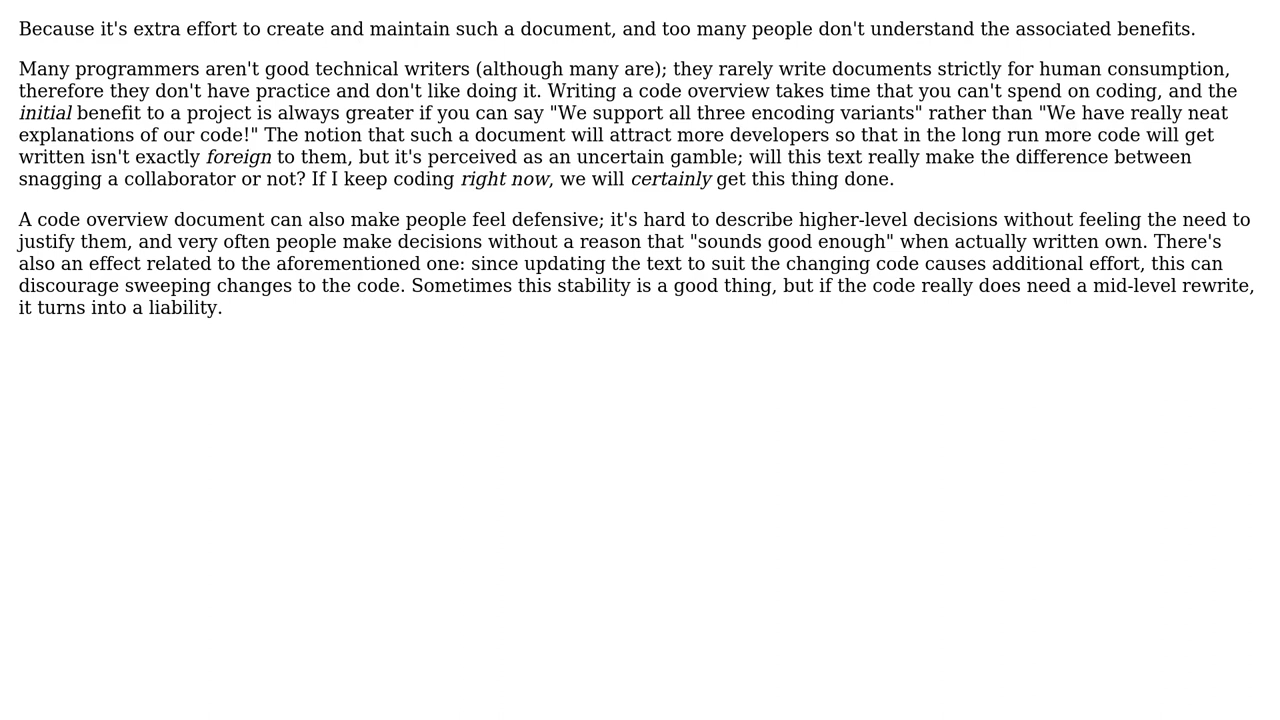 Because it's extra effort to create and maintain such a document, and too many people don't understand the associated benefits.
Many programmers aren't good technical writers (although many are); they rarely write documents strictly for human consumption,
therefore they don't have practice and don't like doing it. Writing a code overview takes time that you can't spend on coding, and the
initial benefit to a project is always greater if you can say "We support all three encoding variants" rather than "We have really neat
explanations of our code!" The notion that such a document will attract more developers so that in the long run more code will get
written isn't exactly foreign to them, but it's perceived as an uncertain gamble; will this text really make the difference between
snagging a collaborator or not? If I keep coding right now, we will certainly get this thing done.
A code overview document can also make people feel defensive; it's hard to describe higher-level decisions without feeling the need to
justify them, and very often people make decisions without a reason that "sounds good enough" when actually written own. There's
also an effect related to the aforementioned one: since updating the text to suit the changing code causes additional effort, this can
discourage sweeping changes to the code. Sometimes this stability is a good thing, but if the code really does need a mid-level rewrite,
it turns into a liability.